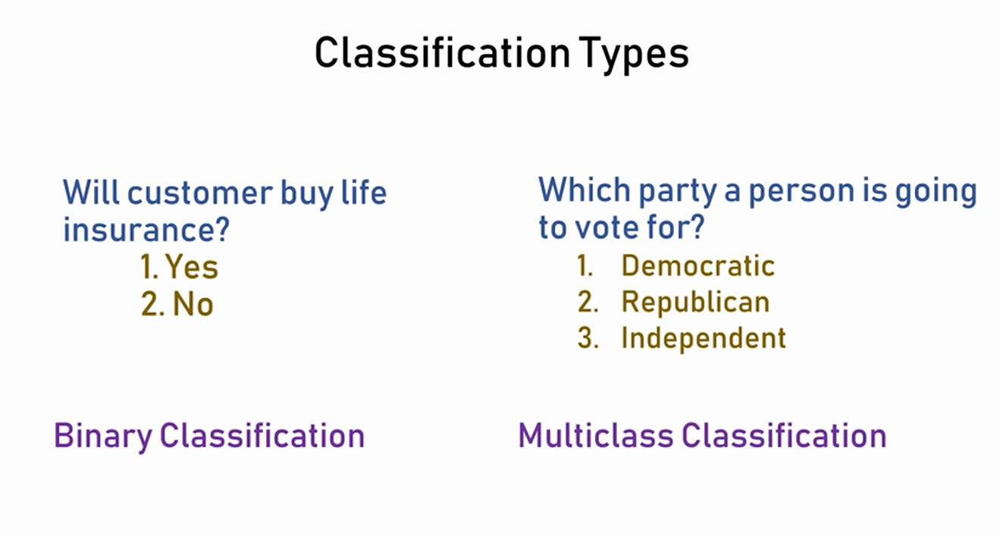 Classification Types
Will customer buy life
insurance?
1. Yes
2. No
Binary Classification
Which party a person is going
to vote for?
1. Democratic
2. Republican
3. Independent
Multiclass Classification